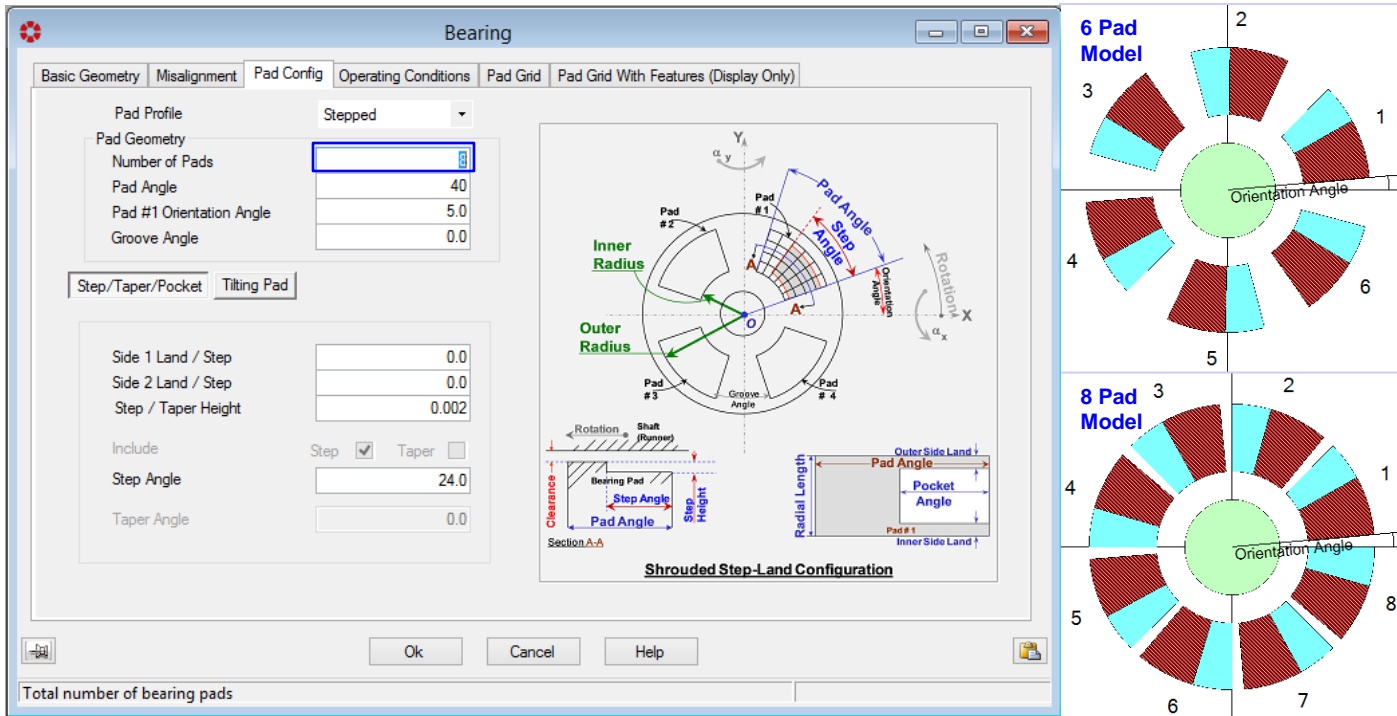 Bearing
Basic Geometry Misalignment Pad Config Operating Conditions Pad Grid Pad Grid With Features (Display Only)
Pad Profile Stepped
Pad Geometry
Number of Pads 8
Pad Angle 40
Pad #1 Orientation Angle 5.0
Groove Angle 0.0
Step/Taper/Pocket Tilting Pad
Side 1 Land / Step 0.0
Side 2 Land / Step 0.0
Step / Taper Height 0.002
Include Step Taper
Step Angle 24.0
Taper Angle 0.0
Y
αy
Pad Angle
Pad
#1
Pad
#2
Step
Angle
Inner
Radius
A
A
Orientation
Angle
Rotation
O
X
αx
Outer
Radius
Pad
#3
Groove
Angle
Pad
# 4
Rotation
Shaft
(Runner)
Clearance
Bearing Pad
Step Angle
Pad Angle
Step
Height
Section A-A
Outer Side Land
Pad Angle
Radial Length
Pocket
Angle
Pad # 1
Inner Side Land
Shrouded Step-Land Configuration
Ok Cancel Help
Total number of bearing pads
6 Pad
Model
2
3
1
Orientation Angle
4
6
5
8 Pad
Model
3
2
4
1
Orientation Angle
5
8
6
7